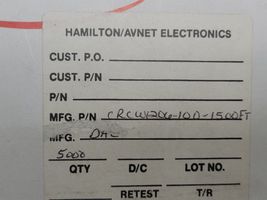 HAMILTON/AVNET ELECTRONICS
CUST. P.O.
CUST. P/N
P/N
MFG. P/N CRCW1206-100-1500FT
MFG. DAL
5000
QTY D/C LOT NO.
RETEST T/R